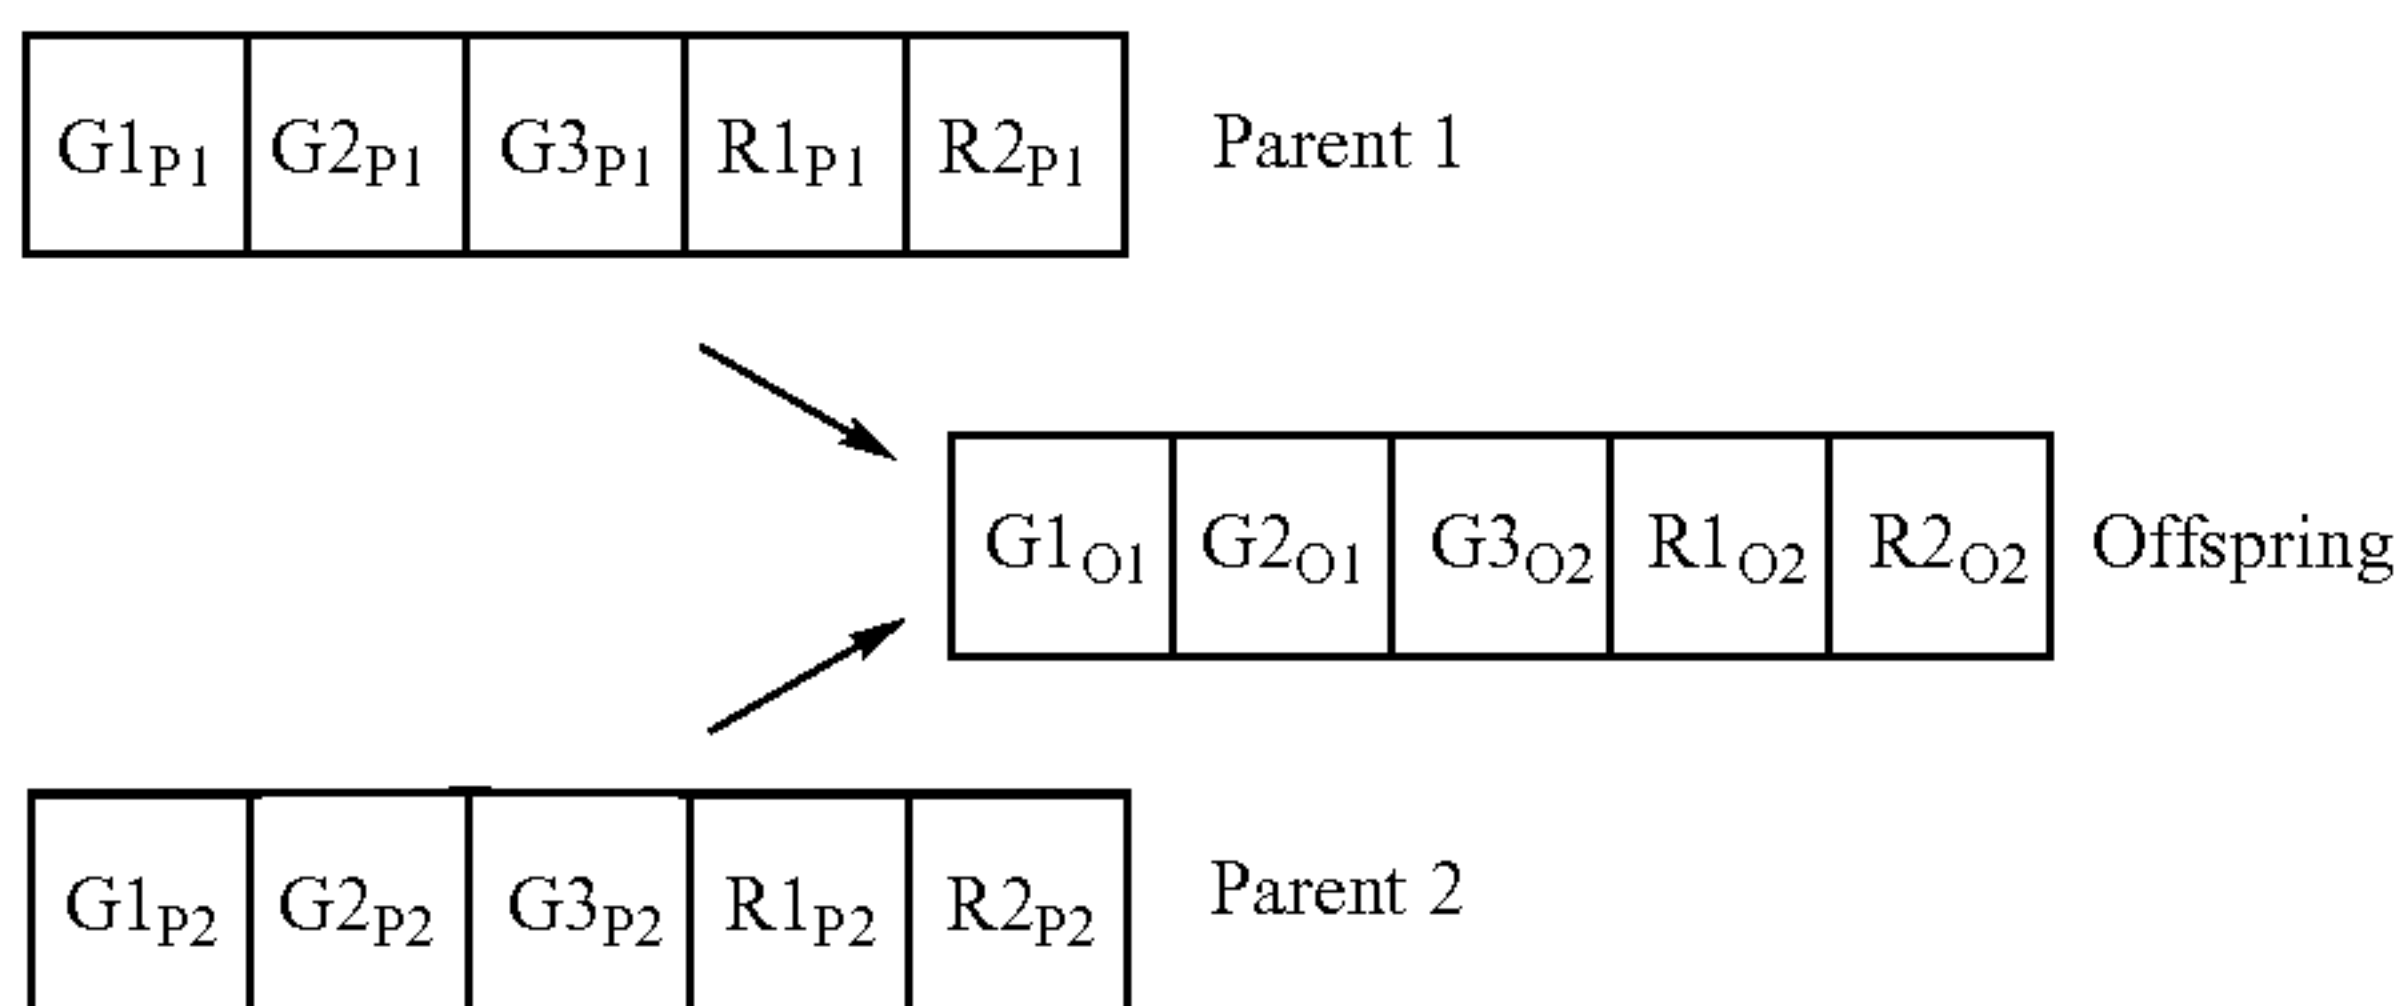 G1P1 G2P1 G3P1 R1P1 R2P1 Parent 1
G1O1 G2O1 G3O2 R1O2 R2O2 Offspring
G1P2 G2P2 G3P2 R1P2 R2P2 Parent 2